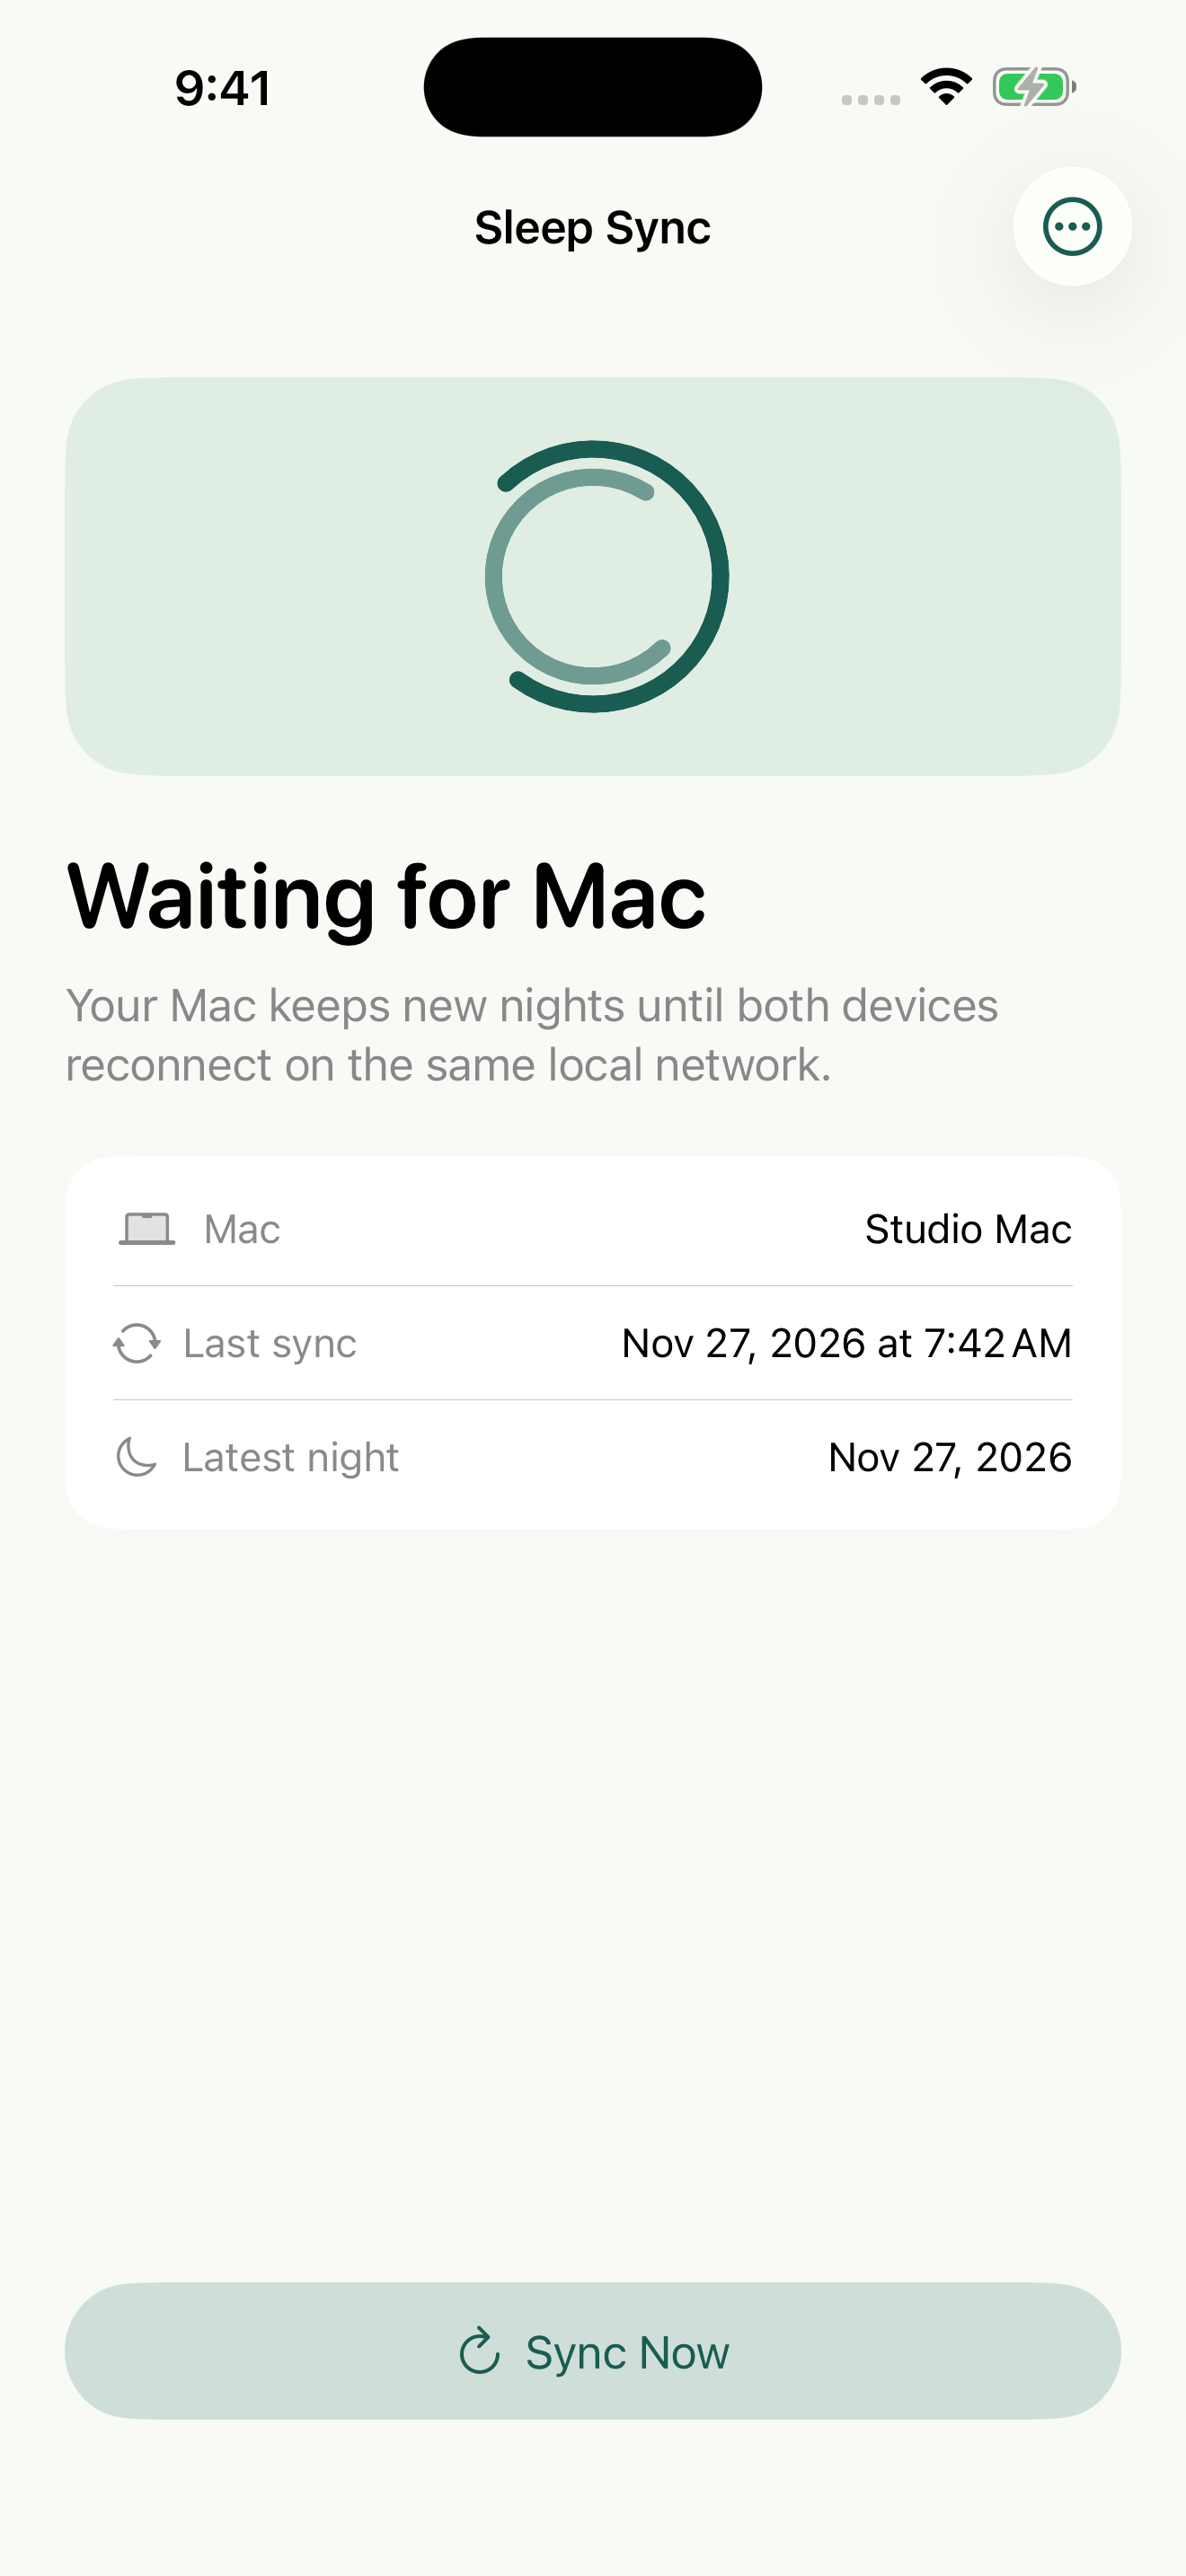 9:41
Sleep Sync
Waiting for Mac
Your Mac keeps new nights until both devices
reconnect on the same local network.
Mac Studio Mac
Last sync Nov 27, 2026 at 7:42 AM
Latest night Nov 27, 2026
Sync Now